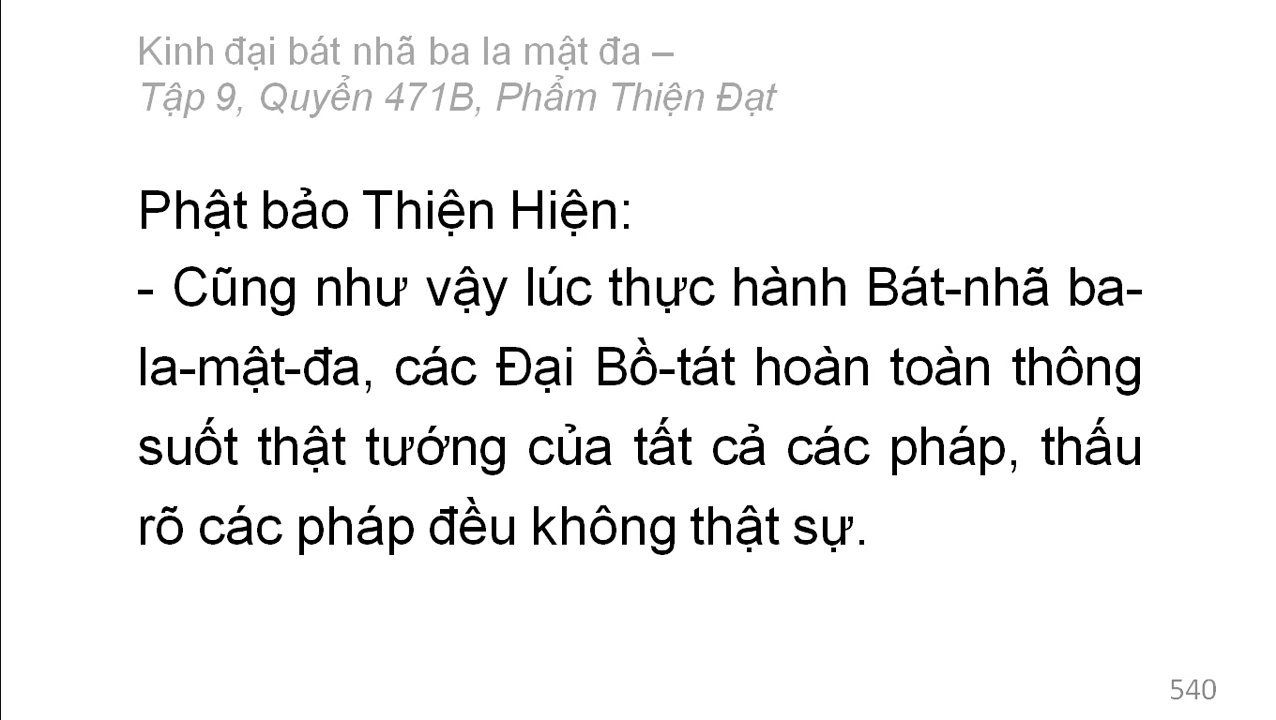 Kinh đại bát nhã ba la mật đa –
Tập 9, Quyển 471B, Phẩm Thiện Đạt
Phật bảo Thiện Hiện:
- Cũng như vậy lúc thực hành Bát-nhã ba-
la-mật-đa, các Đại Bồ-tát hoàn toàn thông
suốt thật tướng của tất cả các pháp, thấu
rõ các pháp đều không thật sự.
540